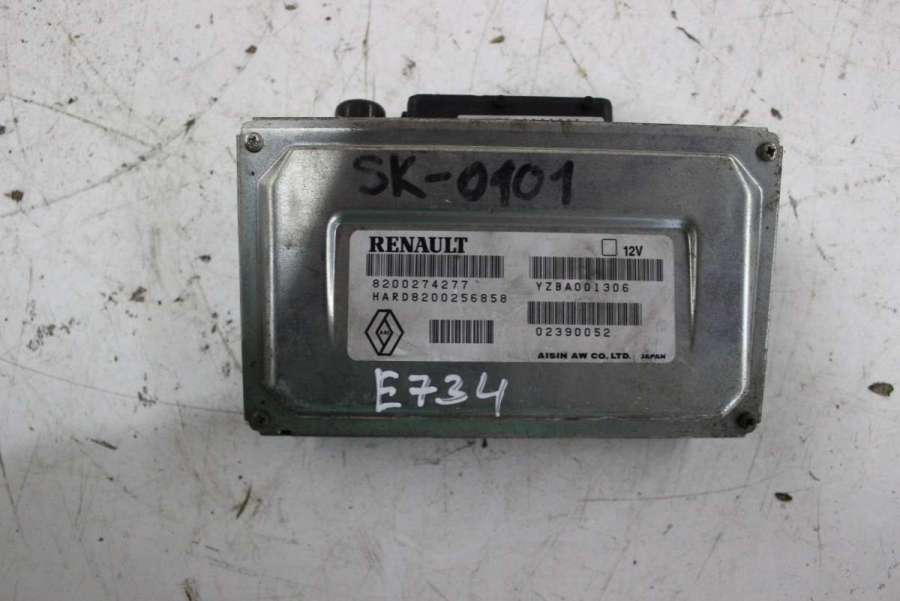 SK-0101
RENAULT
12V
8200274277
YZBA001306
HARD8200256858
02390052
AISIN AW CO., LTD. JAPAN
E734